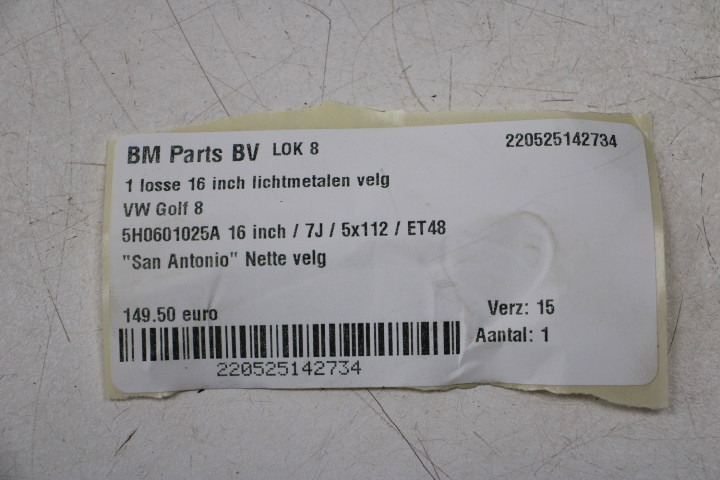 BM Parts BV LOK 8 220525142734
1 losse 16 inch lichtmetalen velg
VW Golf 8
5H0601025A 16 inch / 7J / 5x112 / ET48
"San Antonio" Nette velg
149.50 euro Verz: 15
Aantal: 1
220525142734